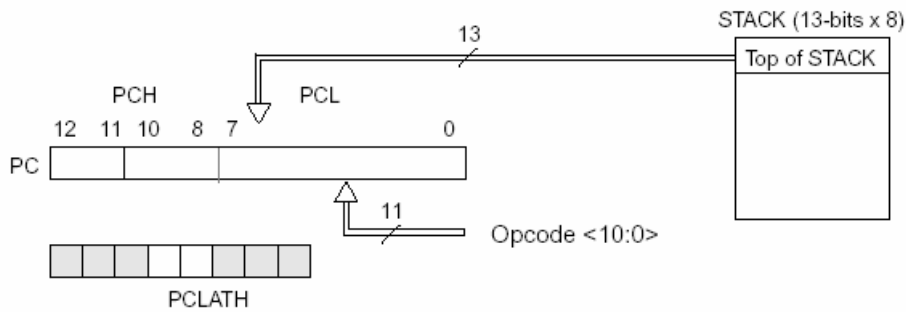 STACK (13-bits x 8)
13
Top of STACK
PCH PCL
12 11 10 8 7 0
PC
11
Opcode <10:0>
PCLATH